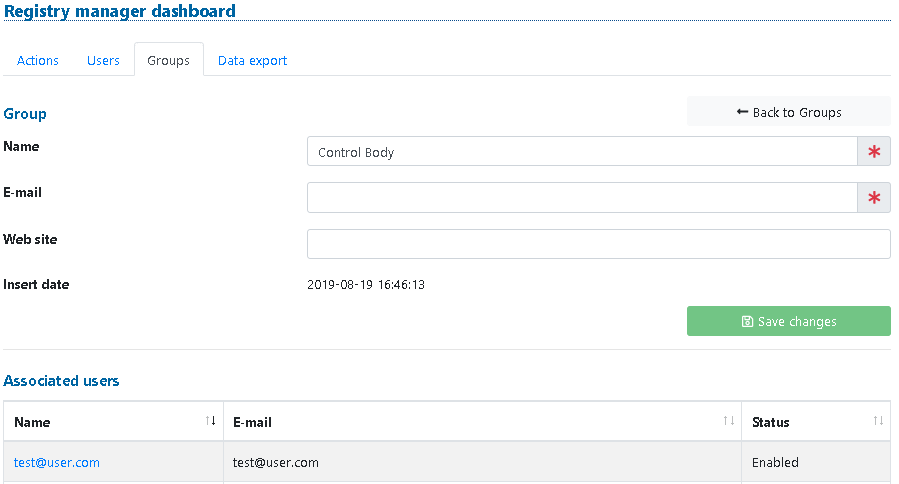 Registry manager dashboard
Actions Users Groups Data export
Group
Back to Groups
Name
Control Body
E-mail
Web site
Insert date
2019-08-19 16:46:13
Save changes
Associated users
Name E-mail Status
test@user.com test@user.com Enabled